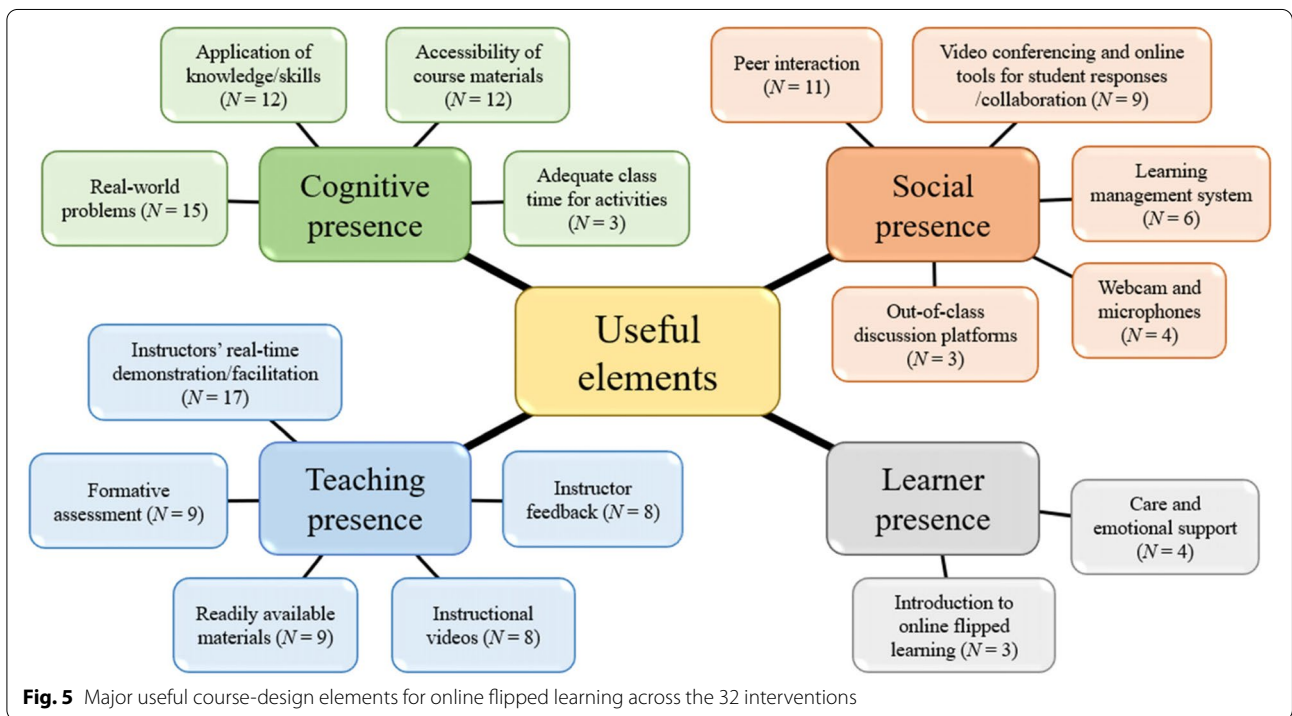 Application of
knowledge/skills
(N = 12)
Accessibility of
course materials
(N = 12)
Real-world
problems (N = 15)
Cognitive
presence
Adequate class
time for activities
(N = 3)
Peer interaction
(N = 11)
Video conferencing and online
tools for student responses
/collaboration (N = 9)
Social
presence
Learning
management system
(N = 6)
Webcam and
microphones
(N = 4)
Out-of-class
discussion platforms
(N = 3)
Useful
elements
Instructors’ real-time
demonstration/facilitation
(N = 17)
Formative
assessment (N = 9)
Teaching
presence
Instructor
feedback (N = 8)
Readily available
materials (N = 9)
Instructional
videos (N = 8)
Learner
presence
Care and
emotional support
(N = 4)
Introduction to
online flipped
learning (N = 3)
Fig. 5 Major useful course-design elements for online flipped learning across the 32 interventions